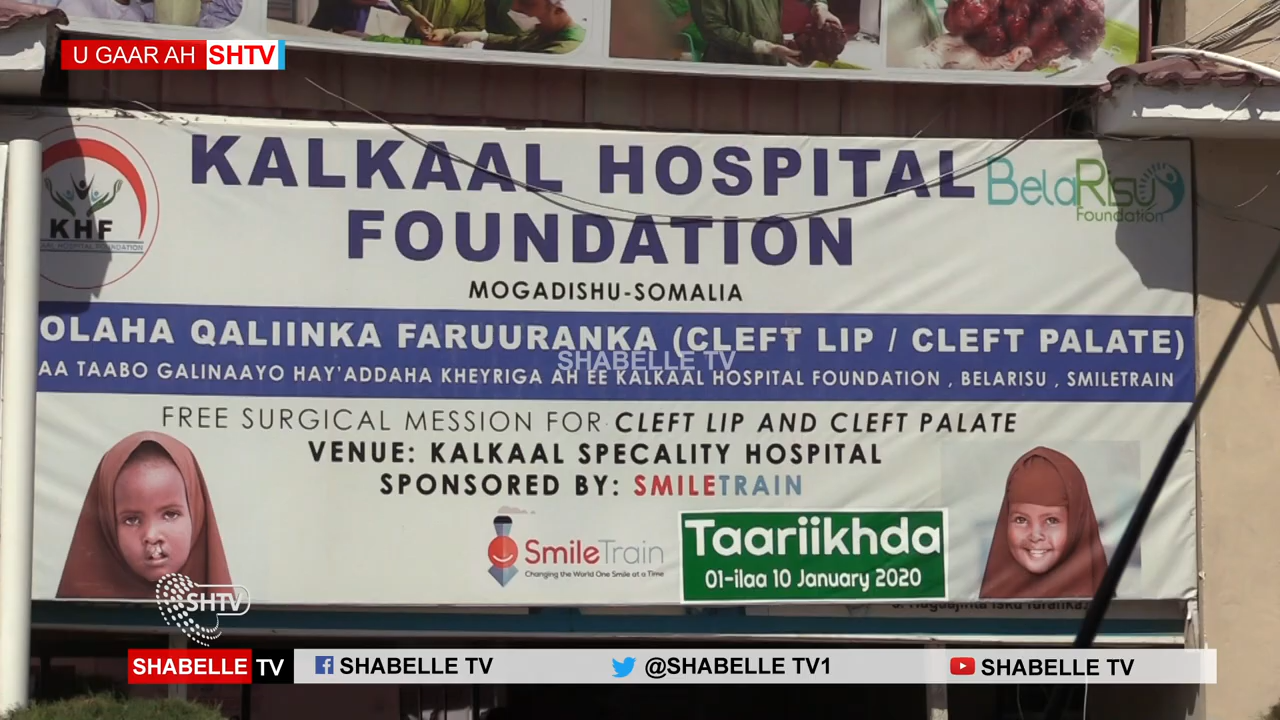 U GAAR AH SHTV
KALKAAL HOSPITAL
FOUNDATION
BelaRisu
Foundation
KHF
AAL HOSPITAL FOUNDATION
MOGADISHU-SOMALIA
OLAHA QALIINKA FARUURANKA (CLEFT LIP / CLEFT PALATE)
SHABELLE TV
AA TAABO GALINAAYO HAY'ADDAHA KHEYRIGA AH EE KALKAAL HOSPITAL FOUNDATION , BELARISU , SMILETRAIN
FREE SURGICAL MESSION FOR CLEFT LIP AND CLEFT PALATE
VENUE: KALKAAL SPECALITY HOSPITAL
SPONSORED BY: SMILETRAIN
SmileTrain
Changing the World One Smile at a Time
Taariikhda
01-ilaa 10 January 2020
SHTV
SHABELLE TV
SHABELLE TV
@SHABELLE TV1
SHABELLE TV